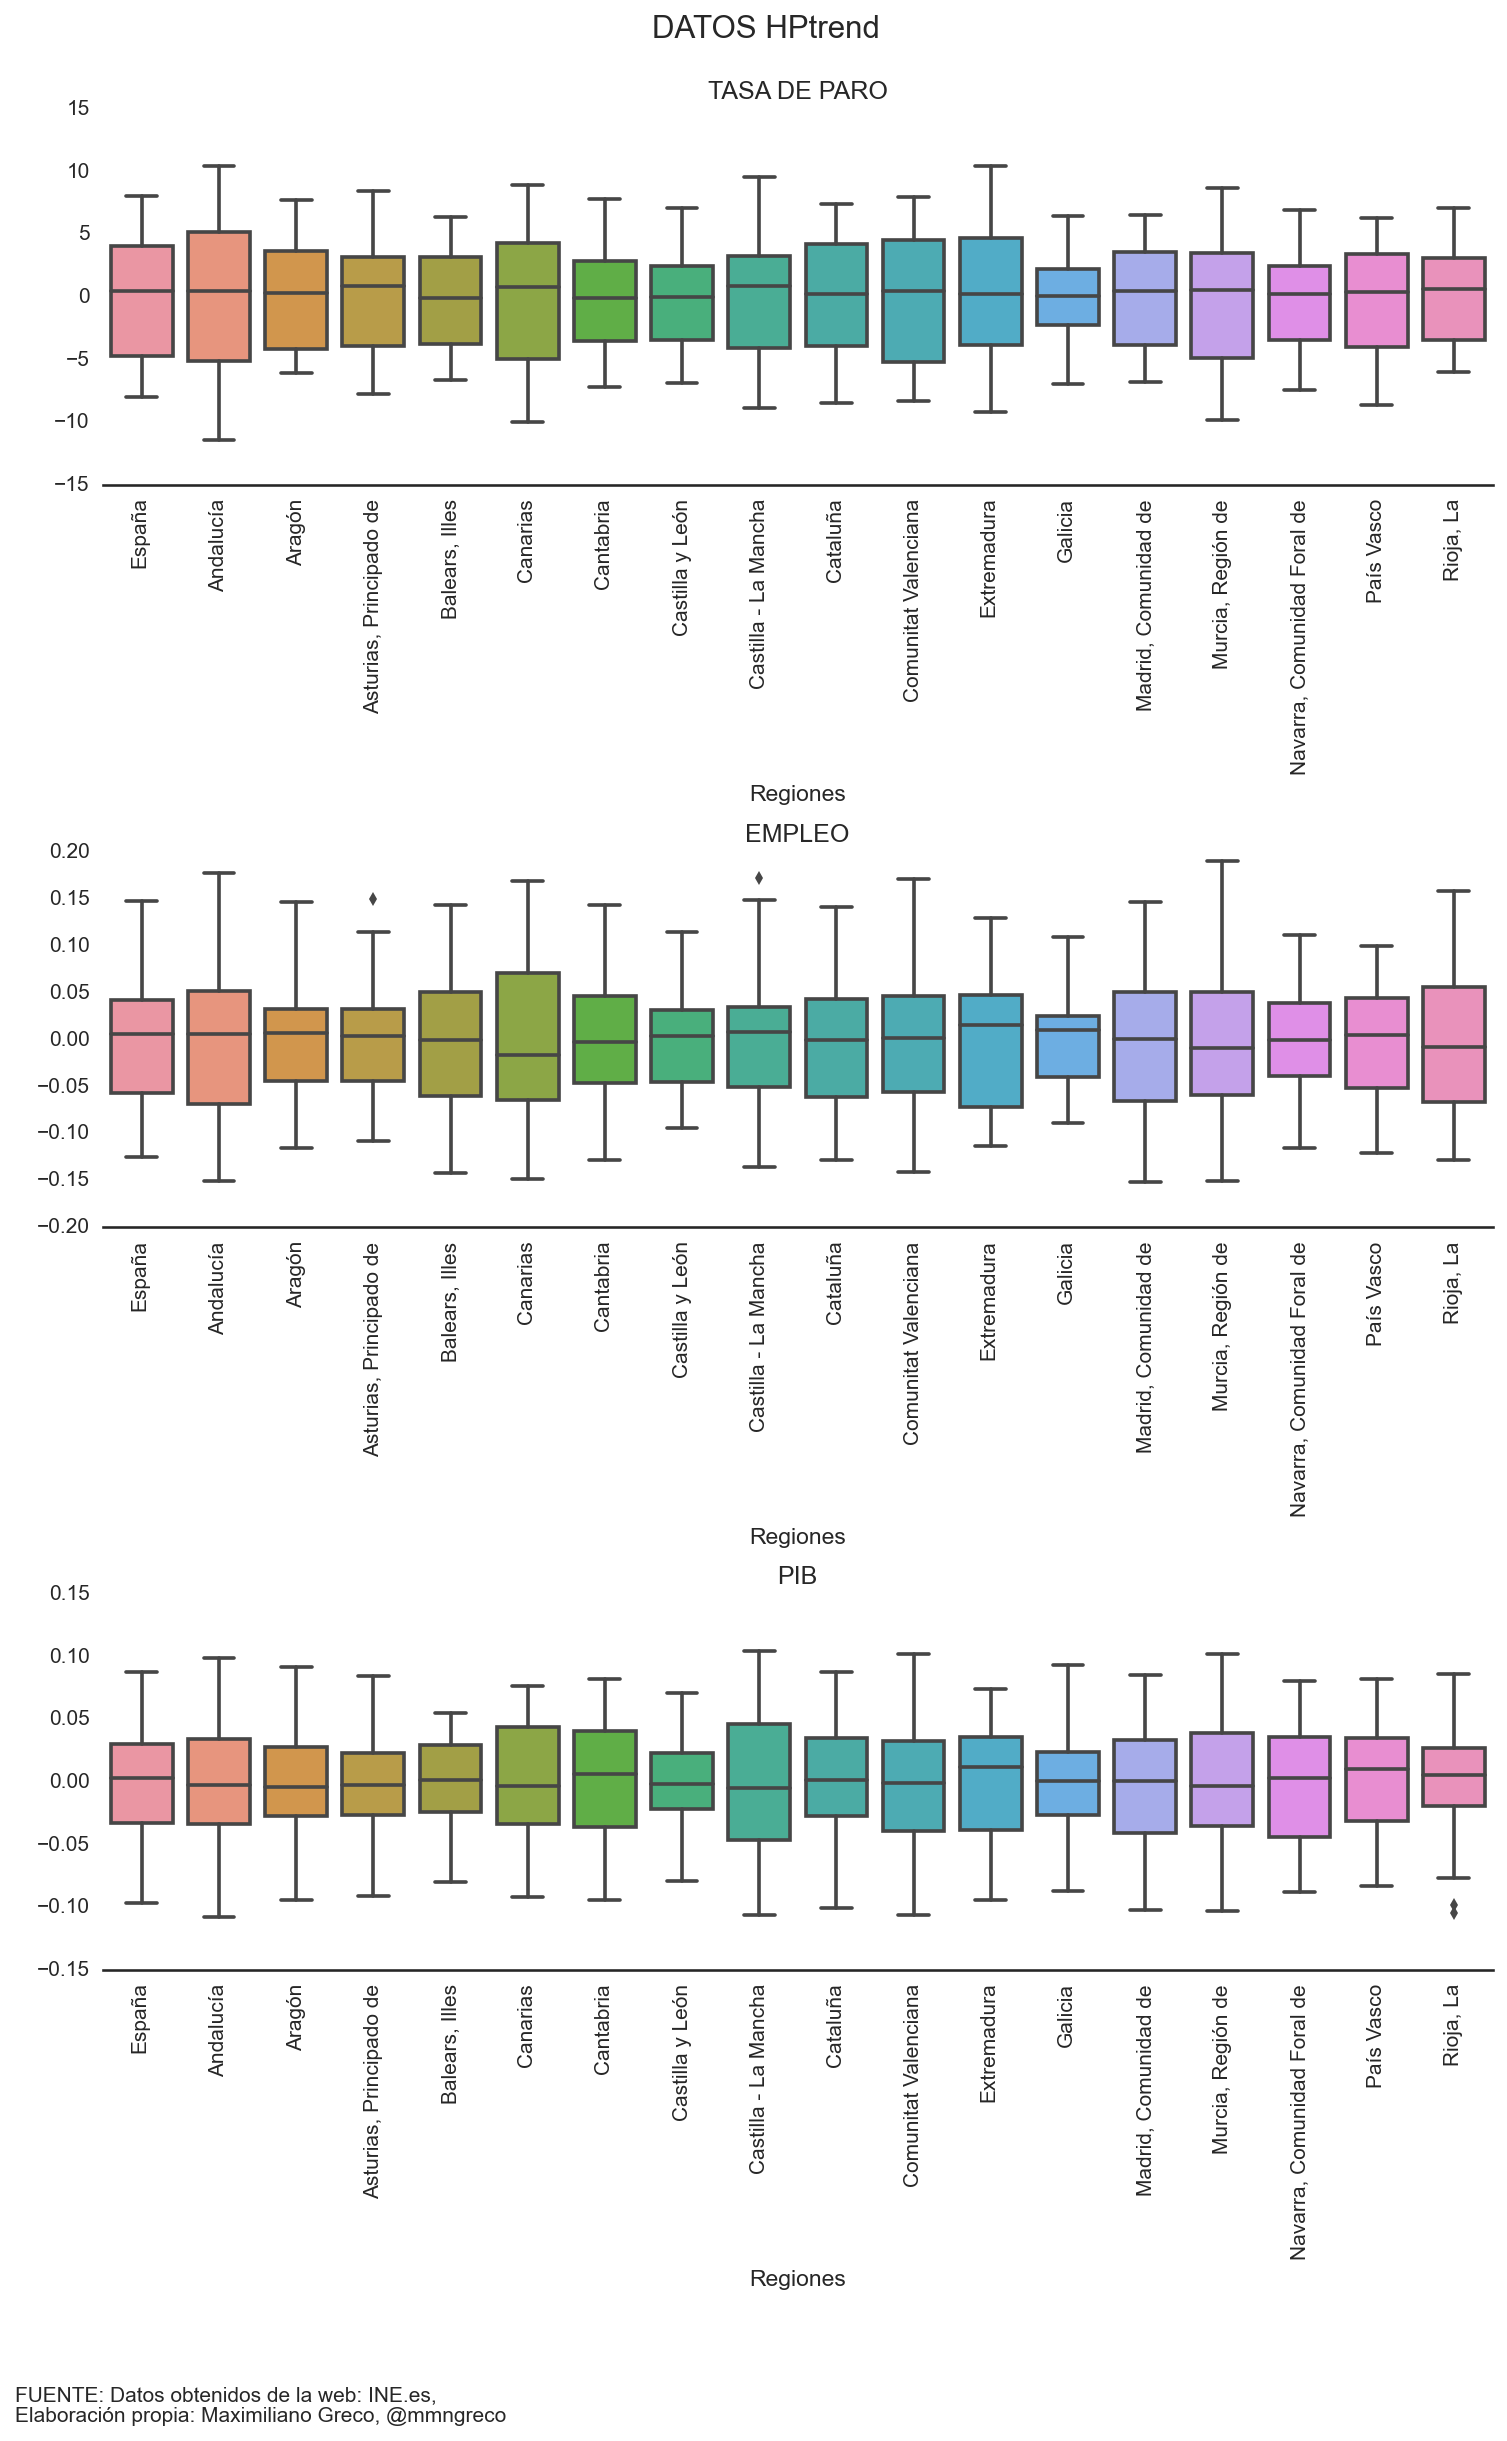 DATOS HPtrend
TASA DE PARO
15
10
5
0
−5
−10
−15
España
Andalucía
Aragón
Asturias, Principado de
Balears, Illes
Canarias
Cantabria
Castilla y León
Castilla - La Mancha
Cataluña
Comunitat Valenciana
Extremadura
Galicia
Madrid, Comunidad de
Murcia, Región de
Navarra, Comunidad Foral de
País Vasco
Rioja, La
Regiones
EMPLEO
0.20
0.15
0.10
0.05
0.00
−0.05
−0.10
−0.15
−0.20
España
Andalucía
Aragón
Asturias, Principado de
Balears, Illes
Canarias
Cantabria
Castilla y León
Castilla - La Mancha
Cataluña
Comunitat Valenciana
Extremadura
Galicia
Madrid, Comunidad de
Murcia, Región de
Navarra, Comunidad Foral de
País Vasco
Rioja, La
Regiones
PIB
0.15
0.10
0.05
0.00
−0.05
−0.10
−0.15
España
Andalucía
Aragón
Asturias, Principado de
Balears, Illes
Canarias
Cantabria
Castilla y León
Castilla - La Mancha
Cataluña
Comunitat Valenciana
Extremadura
Galicia
Madrid, Comunidad de
Murcia, Región de
Navarra, Comunidad Foral de
País Vasco
Rioja, La
Regiones
FUENTE: Datos obtenidos de la web: INE.es,
Elaboración propia: Maximiliano Greco, @mmngreco